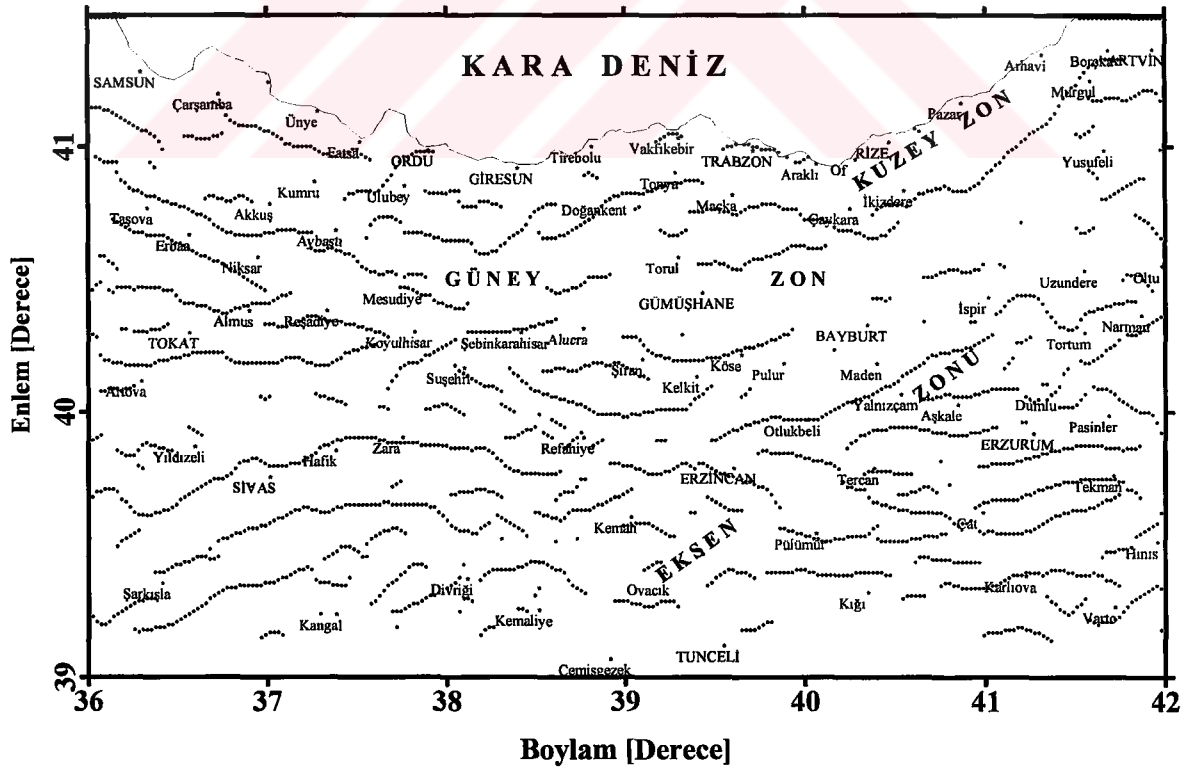 KARA DENİZ
SAMSUN
Arhavi
ARTVİN
Murgul
Çarşamba
Pazar
Ünye
Fatsa
ORDU
Tirebolu
Vakfıkebir
TRABZON
RİZE
KUZEY ZON
Yusufeli
GİRESUN
Araklı
Of
Kumru
Ulubey
Tonya
Akkuş
Doğankent
Maçka
İkizdere
Taşova
Çaykara
Erbaa
Aybastı
Niksar
GÜNEY
Torul
ZON
Uzundere
Oltu
Mesudiye
GÜMÜŞHANE
İspir
Almus
Reşadiye
Narman
TOKAT
Koyulhisar
Şebinkarahisar
Alucra
BAYBURT
Tortum
Suşehri
Şiran
Köse
Kelkit
Pulur
Maden
ZONU
Artova
Yalnızçam
Aşkale
Dumlu
Otlukbeli
Pasinler
Yıldızeli
Hafik
Zara
Refahiye
ERZURUM
SİVAS
ERZİNCAN
Tercan
Tekman
Kemah
Çat
EKSEN
Pülümür
Hınıs
Şarkışla
Divriği
Ovacık
Kığı
Karlıova
Kangal
Kemaliye
Varto
TUNCELİ
Çemişgezek
41
40
39
Enlem [Derece]
36 37 38 39 40 41 42
Boylam [Derece]